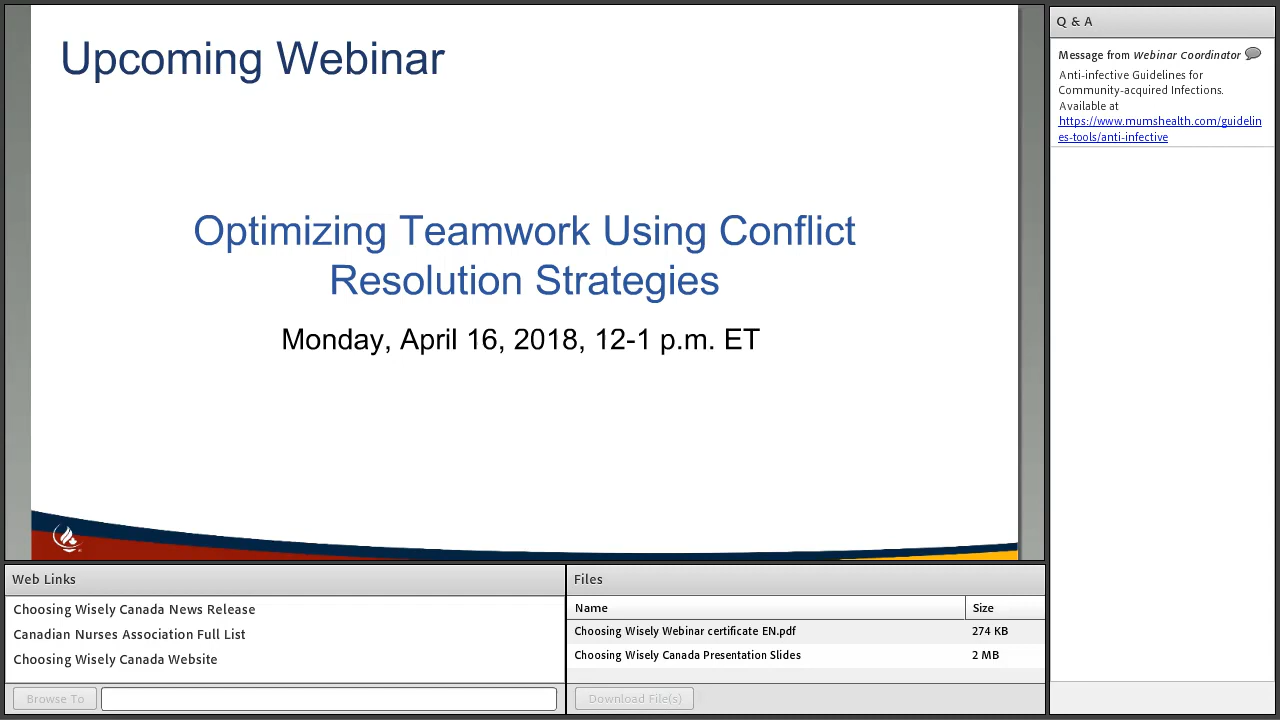 Upcoming Webinar
Optimizing Teamwork Using Conflict
Resolution Strategies
Monday, April 16, 2018, 12-1 p.m. ET
Q & A
Message from Webinar Coordinator
Anti-infective Guidelines for
Community-acquired Infections.
Available at
https://www.mumshealth.com/guidelin
es-tools/anti-infective
Web Links
Choosing Wisely Canada News Release
Canadian Nurses Association Full List
Choosing Wisely Canada Website
Browse To
Files
Name Size
Choosing Wisely Webinar certificate EN.pdf 274 KB
Choosing Wisely Canada Presentation Slides 2 MB
Download File(s)